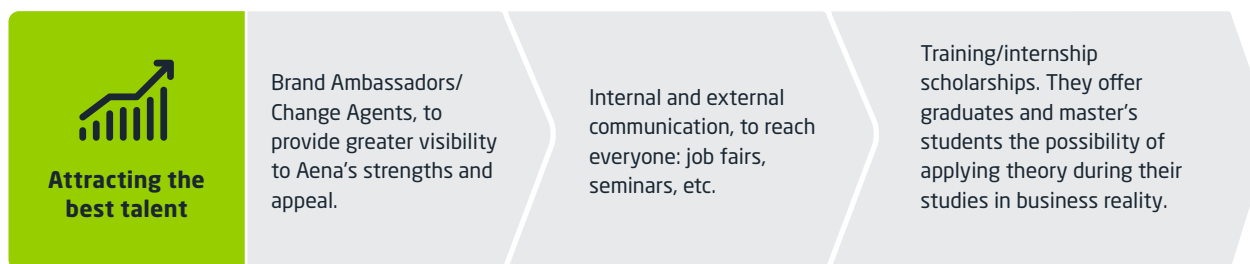 Attracting the
best talent
Brand Ambassadors/
Change Agents, to
provide greater visibility
to Aena’s strengths and
appeal.
Internal and external
communication, to reach
everyone: job fairs,
seminars, etc.
Training/internship
scholarships. They offer
graduates and master’s
students the possibility of
applying theory during their
studies in business reality.